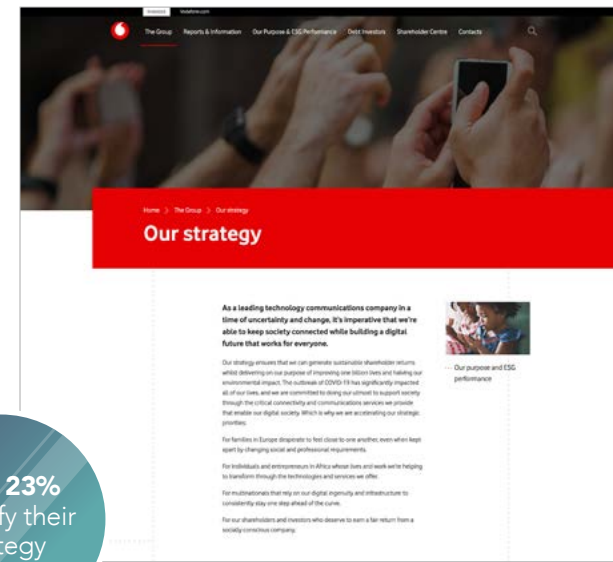 INVESTOR Vodafone.com
The Group Reports & Information Our Purpose & ESG Performance Debt Investors Shareholder Centre Contacts
Home > The Group > Our strategy
Our strategy
As a leading technology communications company in a
time of uncertainty and change, it's imperative that we're
able to keep society connected while building a digital
future that works for everyone.
Our purpose and ESG
performance
Our strategy ensures that we can generate sustainable shareholder returns
whilst delivering on our purpose of improving one billion lives and halving our
environmental impact. The outbreak of COVID-19 has significantly impacted
all of our lives, and we are committed to doing our utmost to support society
through the critical connectivity and communications services we provide
that enable our digital society. Which is why we are accelerating our strategic
priorities:
For families in Europe desperate to feel close to one another, even when kept
apart by changing social and professional requirements.
For individuals and entrepreneurs in Africa whose lives and work we're helping
to transform through the technologies and services we offer.
For multinationals that rely on our digital ingenuity and infrastructure to
consistently stay one step ahead of the curve.
For our shareholders and investors who deserve to earn a fair return from a
socially-conscious company.
23%
fy their
tegy